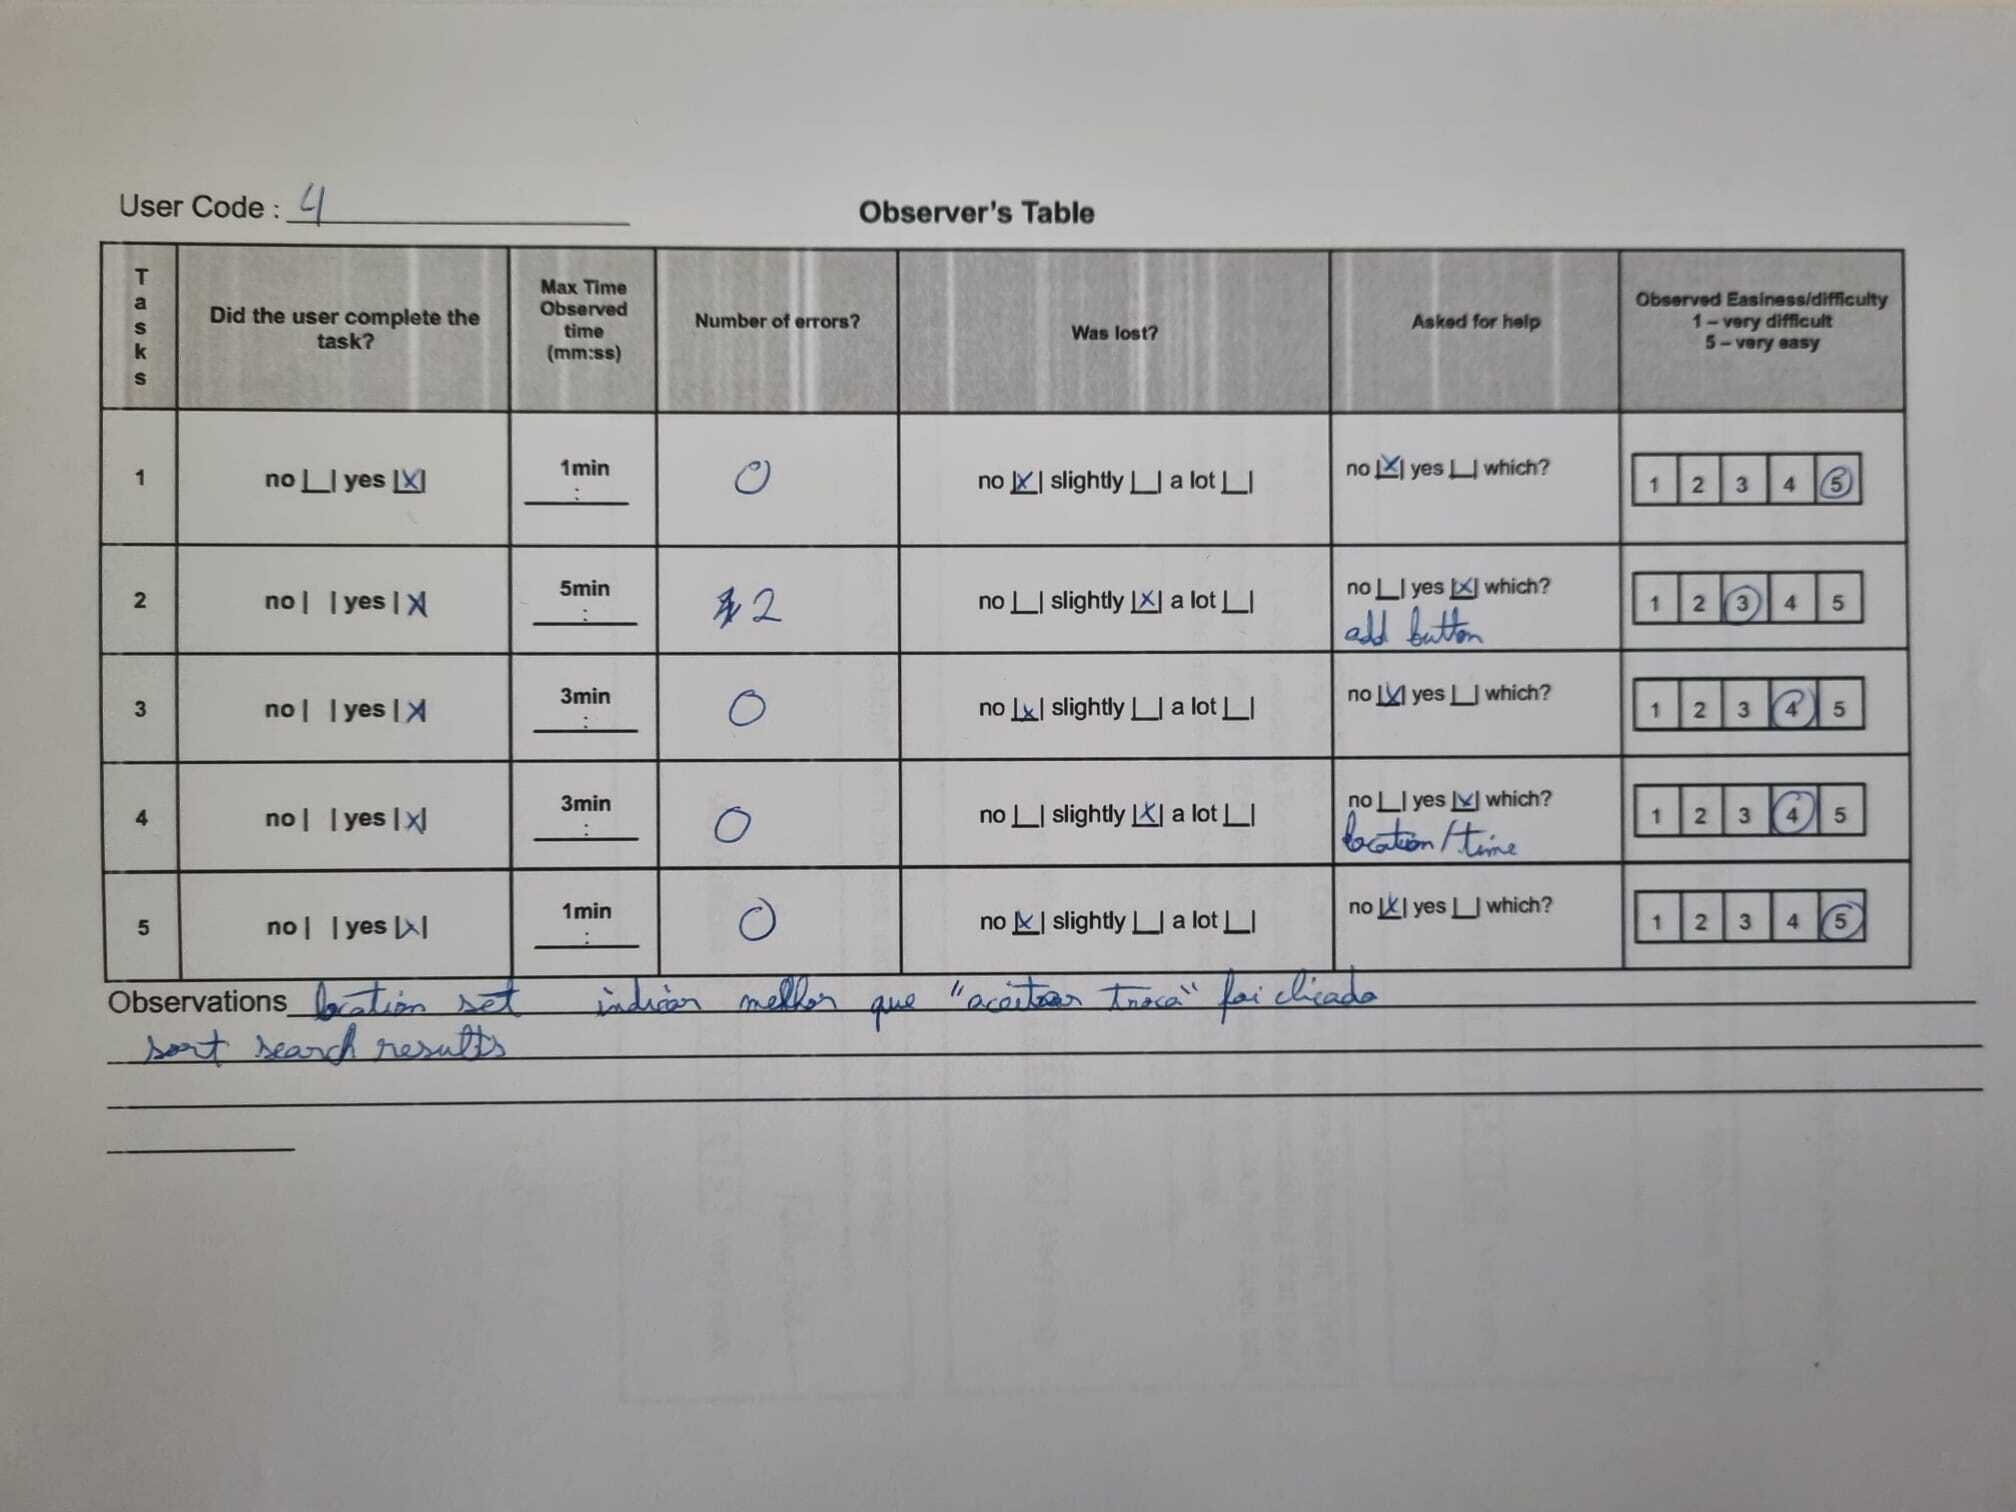 User Code : 4
Observer's Table
Tasks
Did the user complete the task?
Max Time Observed time (mm:ss)
Number of errors?
Was lost?
Asked for help
Observed Easiness/difficulty 1 – very difficult 5 – very easy
1 no |_| yes |X| 1min : 0 no |X| slightly |_| a lot |_| no |X| yes |_| which? 1 2 3 4 5
2 no | | yes |X| 5min : 2 no |_| slightly |X| a lot |_| no |_| yes |X| which? 1 2 3 4 5
add button
3 no | | yes |X| 3min : 0 no |X| slightly |_| a lot |_| no |X| yes |_| which? 1 2 3 4 5
4 no | | yes |X| 3min : 0 no |_| slightly |X| a lot |_| no |_| yes |X| which? 1 2 3 4 5
location/time
5 no | | yes |X| 1min : 0 no |X| slightly |_| a lot |_| no |X| yes |_| which? 1 2 3 4 5
Observations location set indicar melhor que "aceitar troca" foi clicado
sort search results